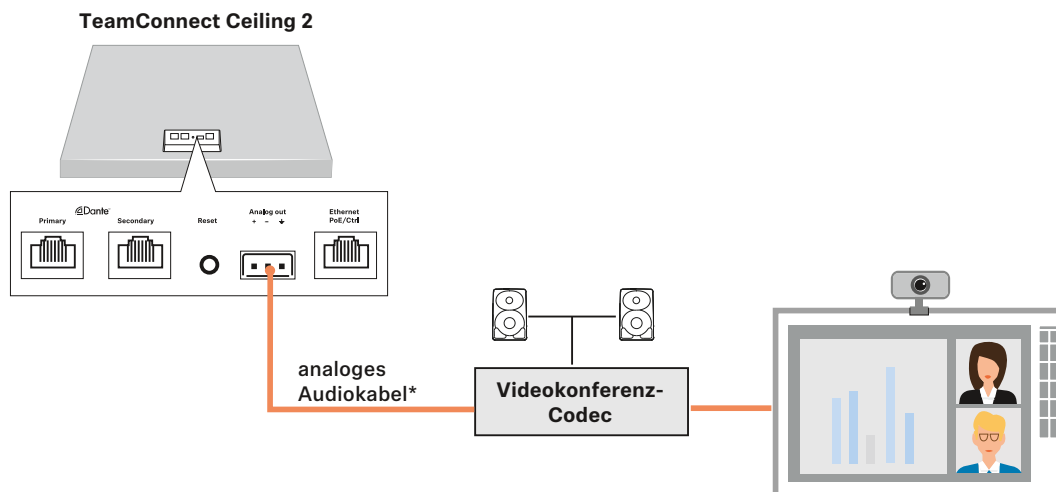 TeamConnect Ceiling 2
Dante
Primary
Secondary
Reset
Analog out
+ -
Ethernet
PoE/Ctrl
analoges
Audiokabel*
Videokonferenz-
Codec